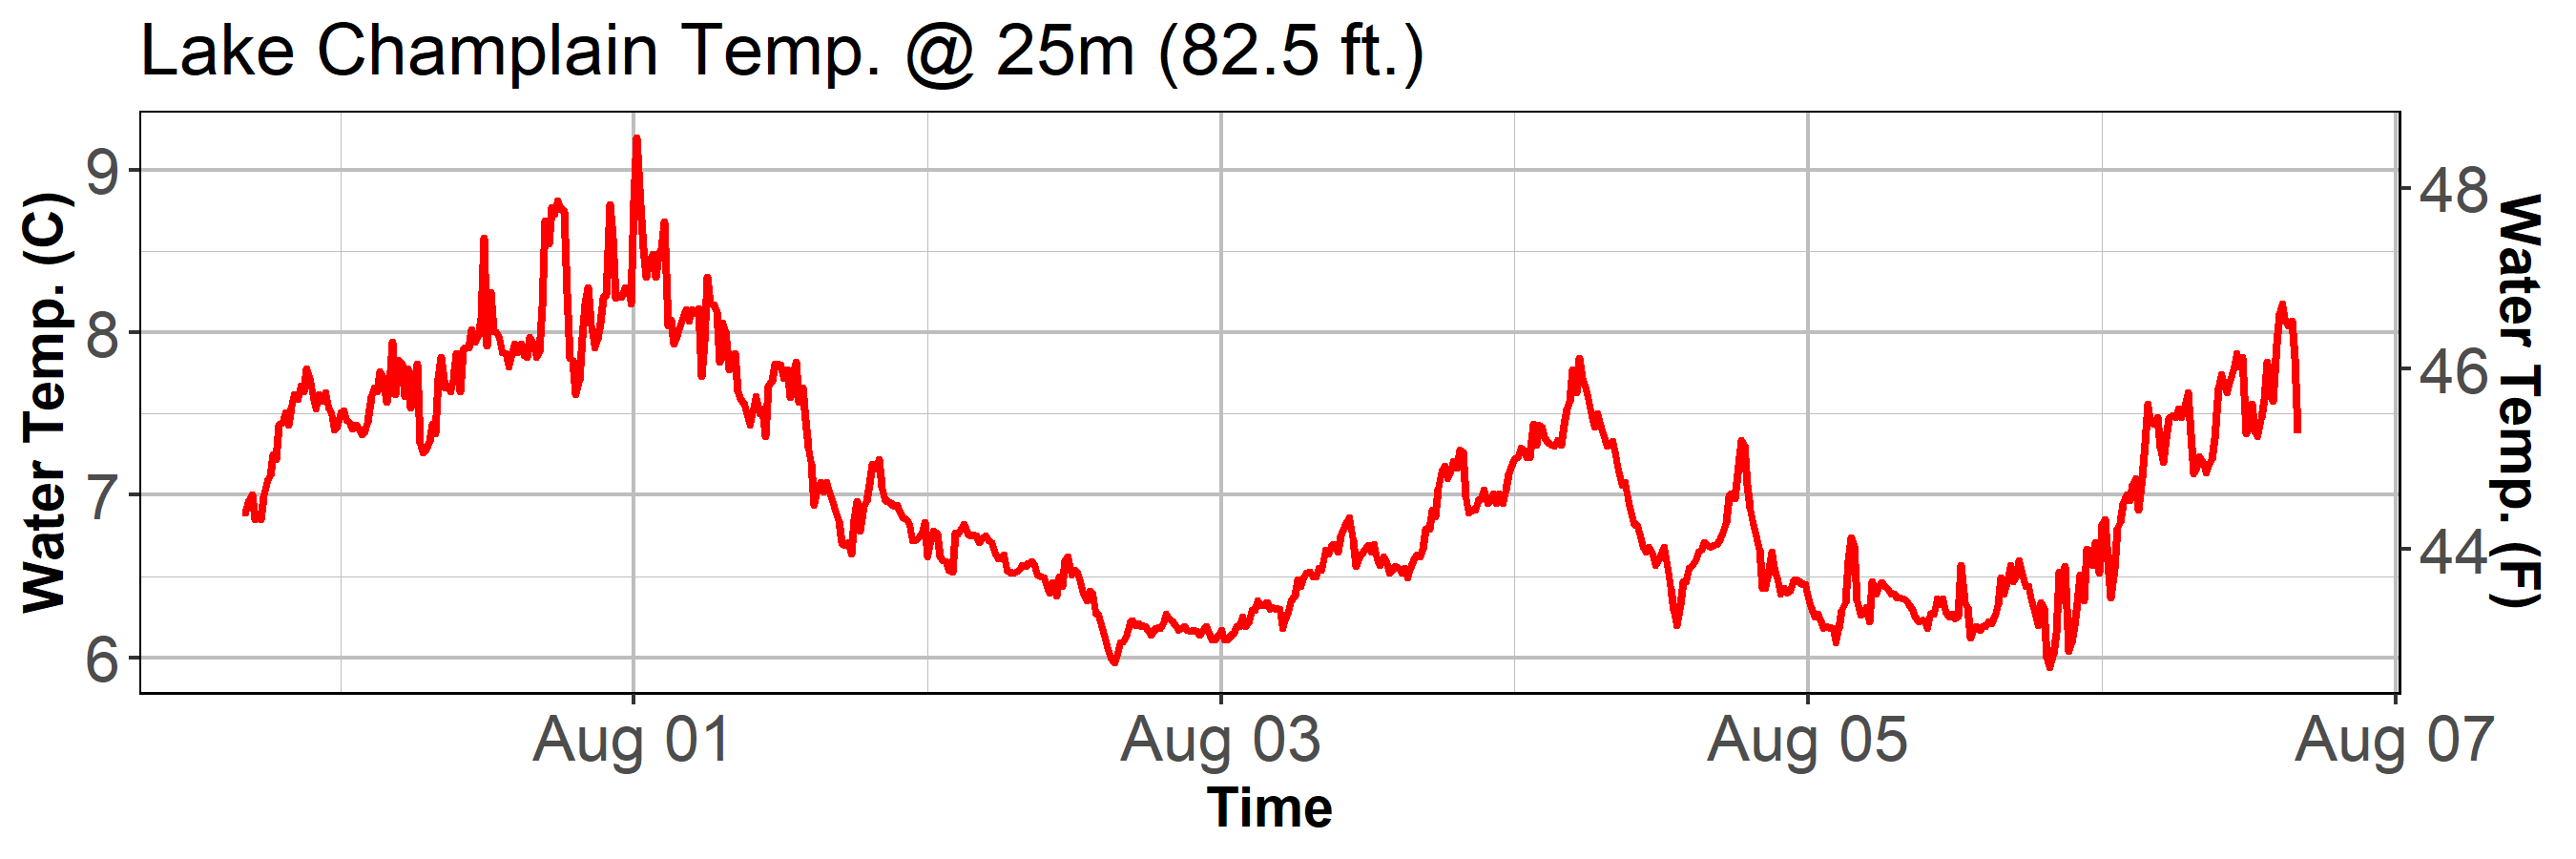 Lake Champlain Temp. @ 25m (82.5 ft.)
Water Temp. (C)
9
8
7
6
48
46
44
Water Temp. (F)
Aug 01
Aug 03
Aug 05
Aug 07
Time